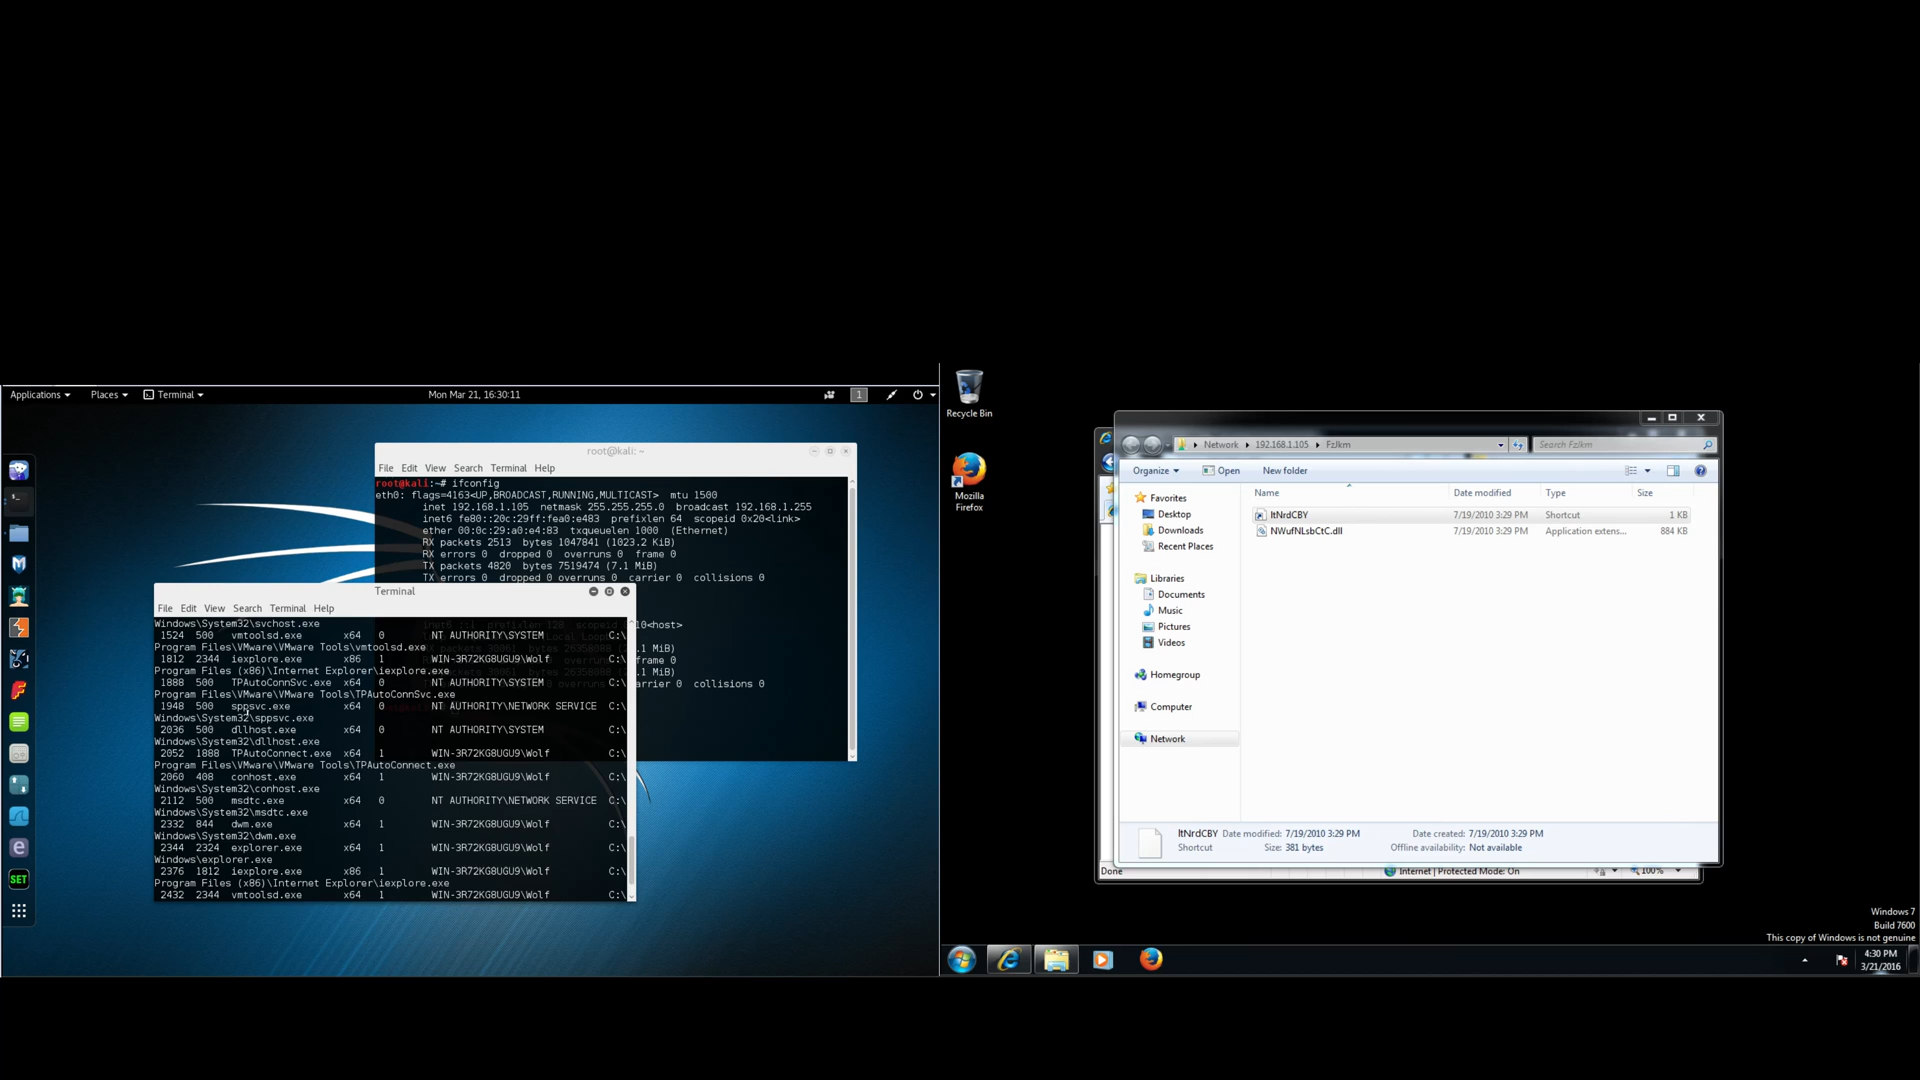 Applications
Places
Terminal
Mon Mar 21, 16:30:11
1
root@kali: ~
File Edit View Search Terminal Help
root@kali:~# ifconfig
eth0: flags=4163<UP,BROADCAST,RUNNING,MULTICAST> mtu 1500
inet 192.168.1.105 netmask 255.255.255.0 broadcast 192.168.1.255
inet6 fe80::20c:29ff:fea0:e483 prefixlen 64 scopeid 0x20<link>
ether 00:0c:29:a0:e4:83 txqueuelen 1000 (Ethernet)
RX packets 2513 bytes 1047841 (1023.2 KiB)
RX errors 0 dropped 0 overruns 0 frame 0
TX packets 4820 bytes 7519474 (7.1 MiB)
TX errors 0 dropped 0 overruns 0 carrier 0 collisions 0
10<host>
.1 MiB)
frame 0
.1 MiB)
arrier 0 collisions 0
Terminal
File Edit View Search Terminal Help
Windows\System32\svchost.exe
1524 500 vmtoolsd.exe x64 0 NT AUTHORITY\SYSTEM C:\
Program Files\VMware\VMware Tools\vmtoolsd.exe
1812 2344 iexplore.exe x86 1 WIN-3R72KG8UGU9\Wolf C:\
Program Files (x86)\Internet Explorer\iexplore.exe
1888 500 TPAutoConnSvc.exe x64 0 NT AUTHORITY\SYSTEM C:\
Program Files\VMware\VMware Tools\TPAutoConnSvc.exe
1948 500 sppsvc.exe x64 0 NT AUTHORITY\NETWORK SERVICE C:\
Windows\System32\sppsvc.exe
2036 500 dllhost.exe x64 0 NT AUTHORITY\SYSTEM C:\
Windows\System32\dllhost.exe
2052 1888 TPAutoConnect.exe x64 1 WIN-3R72KG8UGU9\Wolf C:\
Program Files\VMware\VMware Tools\TPAutoConnect.exe
2060 408 conhost.exe x64 1 WIN-3R72KG8UGU9\Wolf C:\
Windows\System32\conhost.exe
2112 500 msdtc.exe x64 0 NT AUTHORITY\NETWORK SERVICE C:\
Windows\System32\msdtc.exe
2332 844 dwm.exe x64 1 WIN-3R72KG8UGU9\Wolf C:\
Windows\System32\dwm.exe
2344 2324 explorer.exe x64 1 WIN-3R72KG8UGU9\Wolf C:\
Windows\explorer.exe
2376 1812 iexplore.exe x86 1 WIN-3R72KG8UGU9\Wolf C:\
Program Files (x86)\Internet Explorer\iexplore.exe
2432 2344 vmtoolsd.exe x64 1 WIN-3R72KG8UGU9\Wolf C:\
SET
Recycle Bin
Mozilla
Firefox
Network 192.168.1.105 FzJkm
Search FzJkm
Organize Open New folder
Name Date modified Type Size
ltNrdCBY 7/19/2010 3:29 PM Shortcut 1 KB
NWufNLsbCtC.dll 7/19/2010 3:29 PM Application extens... 884 KB
Favorites
Desktop
Downloads
Recent Places
Libraries
Documents
Music
Pictures
Videos
Homegroup
Computer
Network
ltNrdCBY Date modified: 7/19/2010 3:29 PM Date created: 7/19/2010 3:29 PM
Shortcut Size: 381 bytes Offline availability: Not available
Done
Internet | Protected Mode: On
100%
Windows 7
Build 7600
This copy of Windows is not genuine
4:30 PM
3/21/2016